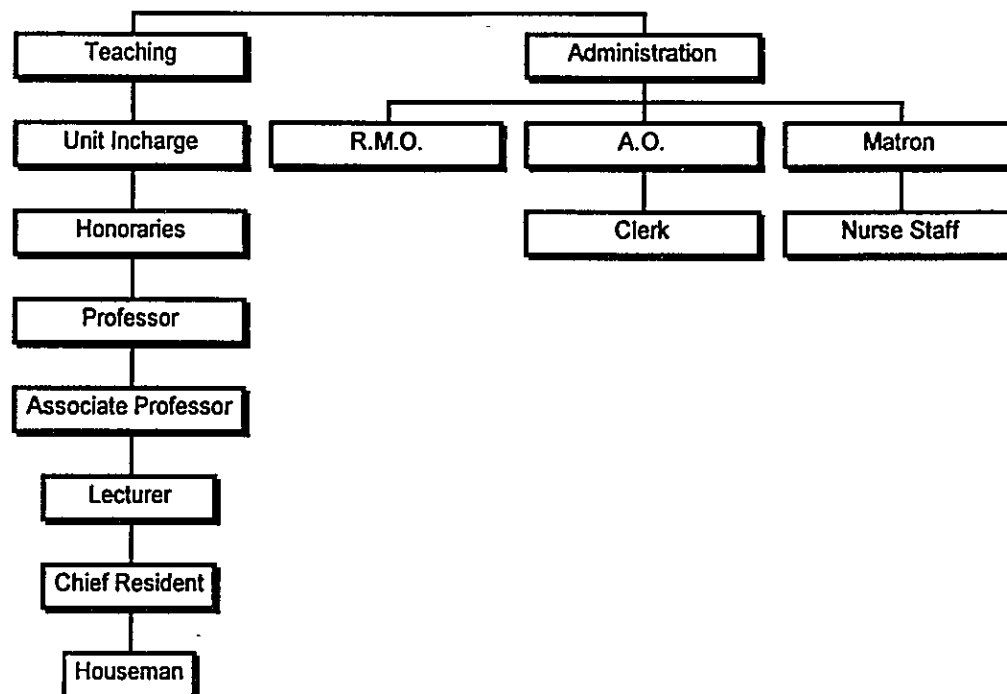 Teaching
Administration
Unit Incharge
R.M.O.
A.O.
Matron
Honoraries
Clerk
Nurse Staff
Professor
Associate Professor
Lecturer
Chief Resident
Houseman